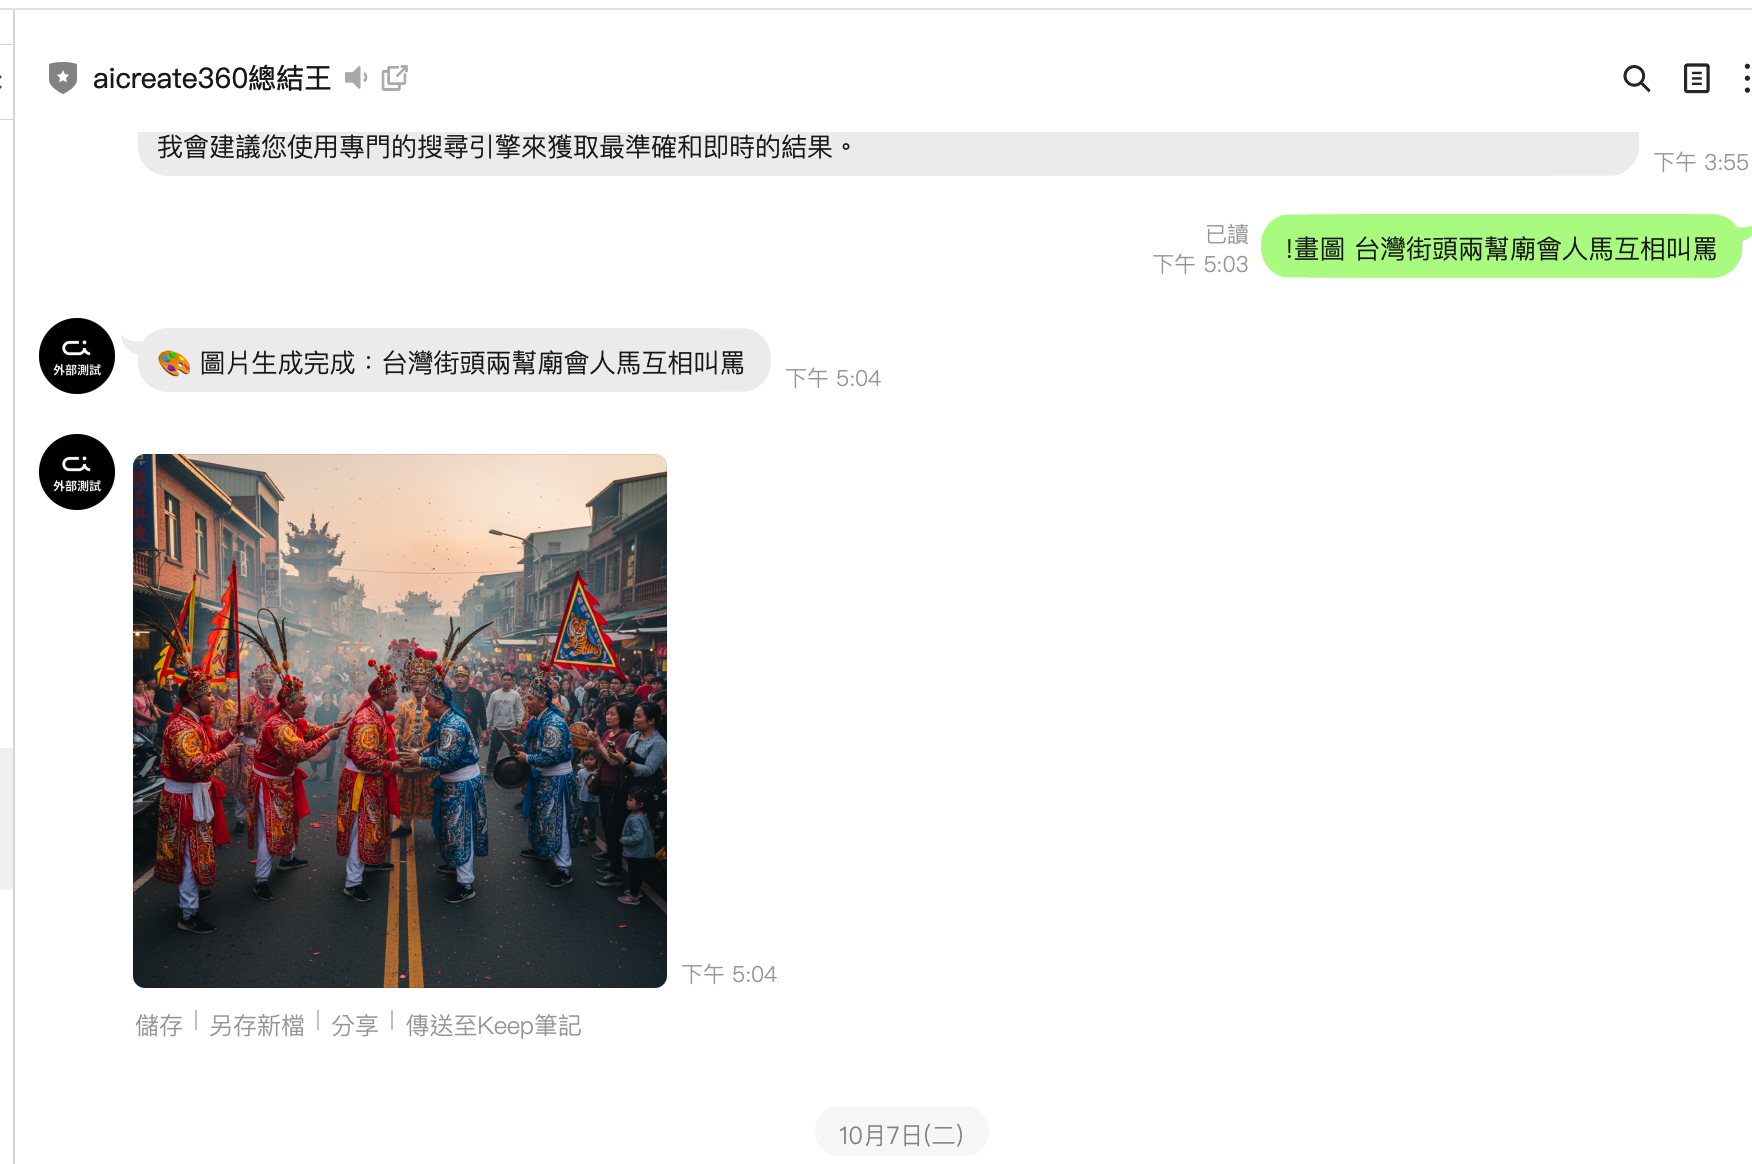 aicreate360總結王
我會建議您使用專門的搜尋引擎來獲取最準確和即時的結果。
下午 3:55
已讀
下午 5:03
!畫圖 台灣街頭兩幫廟會人馬互相叫罵
外部測試
🎨 圖片生成完成：台灣街頭兩幫廟會人馬互相叫罵
下午 5:04
外部測試
下午 5:04
儲存
另存新檔
分享
傳送至Keep筆記
10月7日(二)